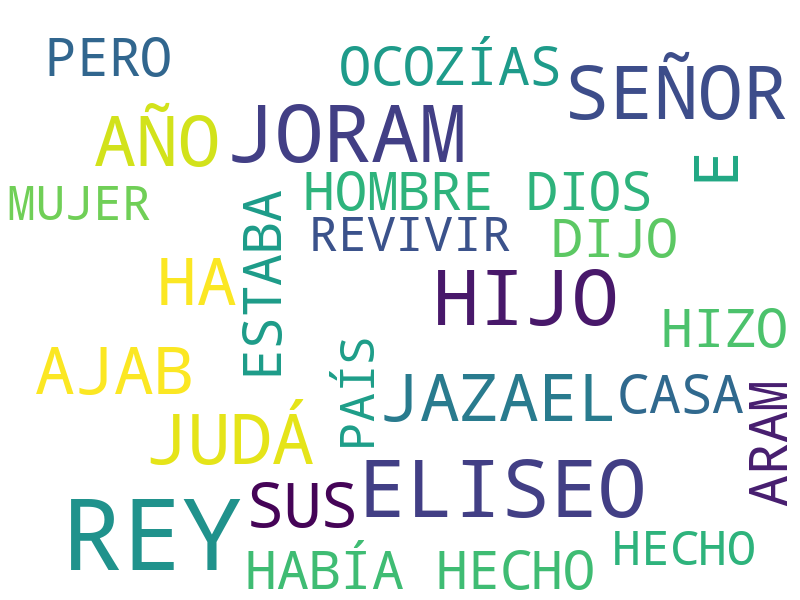 PERO
OCOZÍAS
SEÑOR
AÑO
JORAM
E
MUJER
HOMBRE DIOS
ESTABA
REVIVIR
DIJO
HA
HIJO
HIZO
AJAB
PAÍS
JAZAEL
CASA
ARAM
JUDÁ
ELISEO
REY
SUS
HECHO
HABÍA HECHO